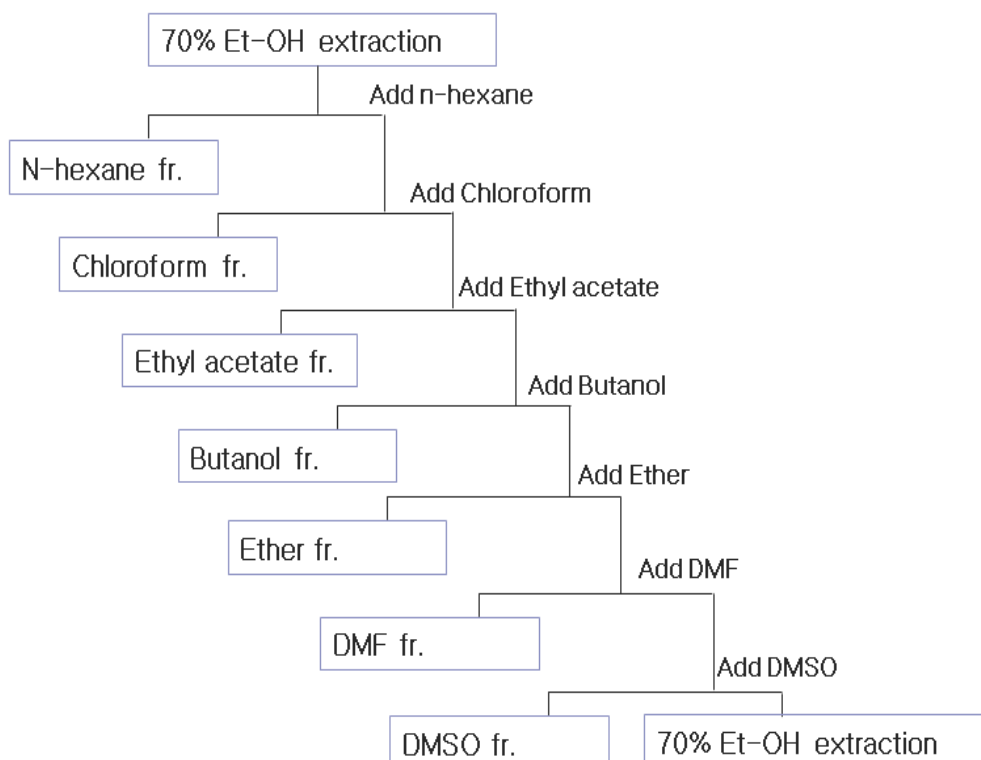 70% Et-OH extraction
Add n-hexane
N-hexane fr.
Add Chloroform
Chloroform fr.
Add Ethyl acetate
Ethyl acetate fr.
Add Butanol
Butanol fr.
Add Ether
Ether fr.
Add DMF
DMF fr.
Add DMSO
DMSO fr.
70% Et-OH extraction